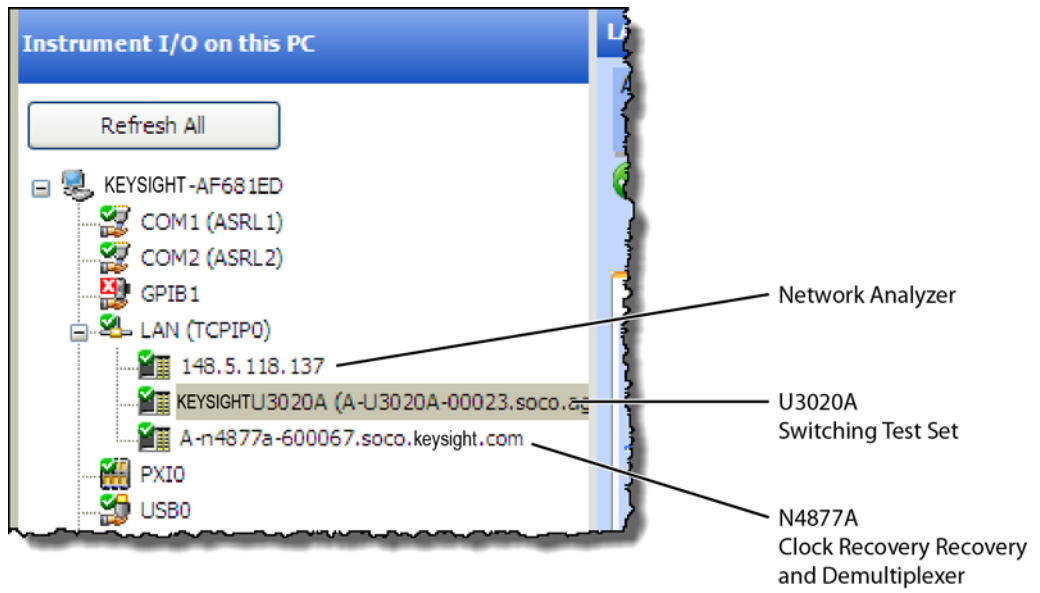 Instrument I/O on this PC
Refresh All
KEYSIGHT-AF681ED
COM1 (ASRL1)
COM2 (ASRL2)
GPIB1
LAN (TCPIP0)
148.5.118.137
KEYSIGHTU3020A (A-U3020A-00023.soco.ag
A-n4877a-600067.soco.keysight.com
PXI0
USB0
Network Analyzer
U3020A
Switching Test Set
N4877A
Clock Recovery Recovery
and Demultiplexer